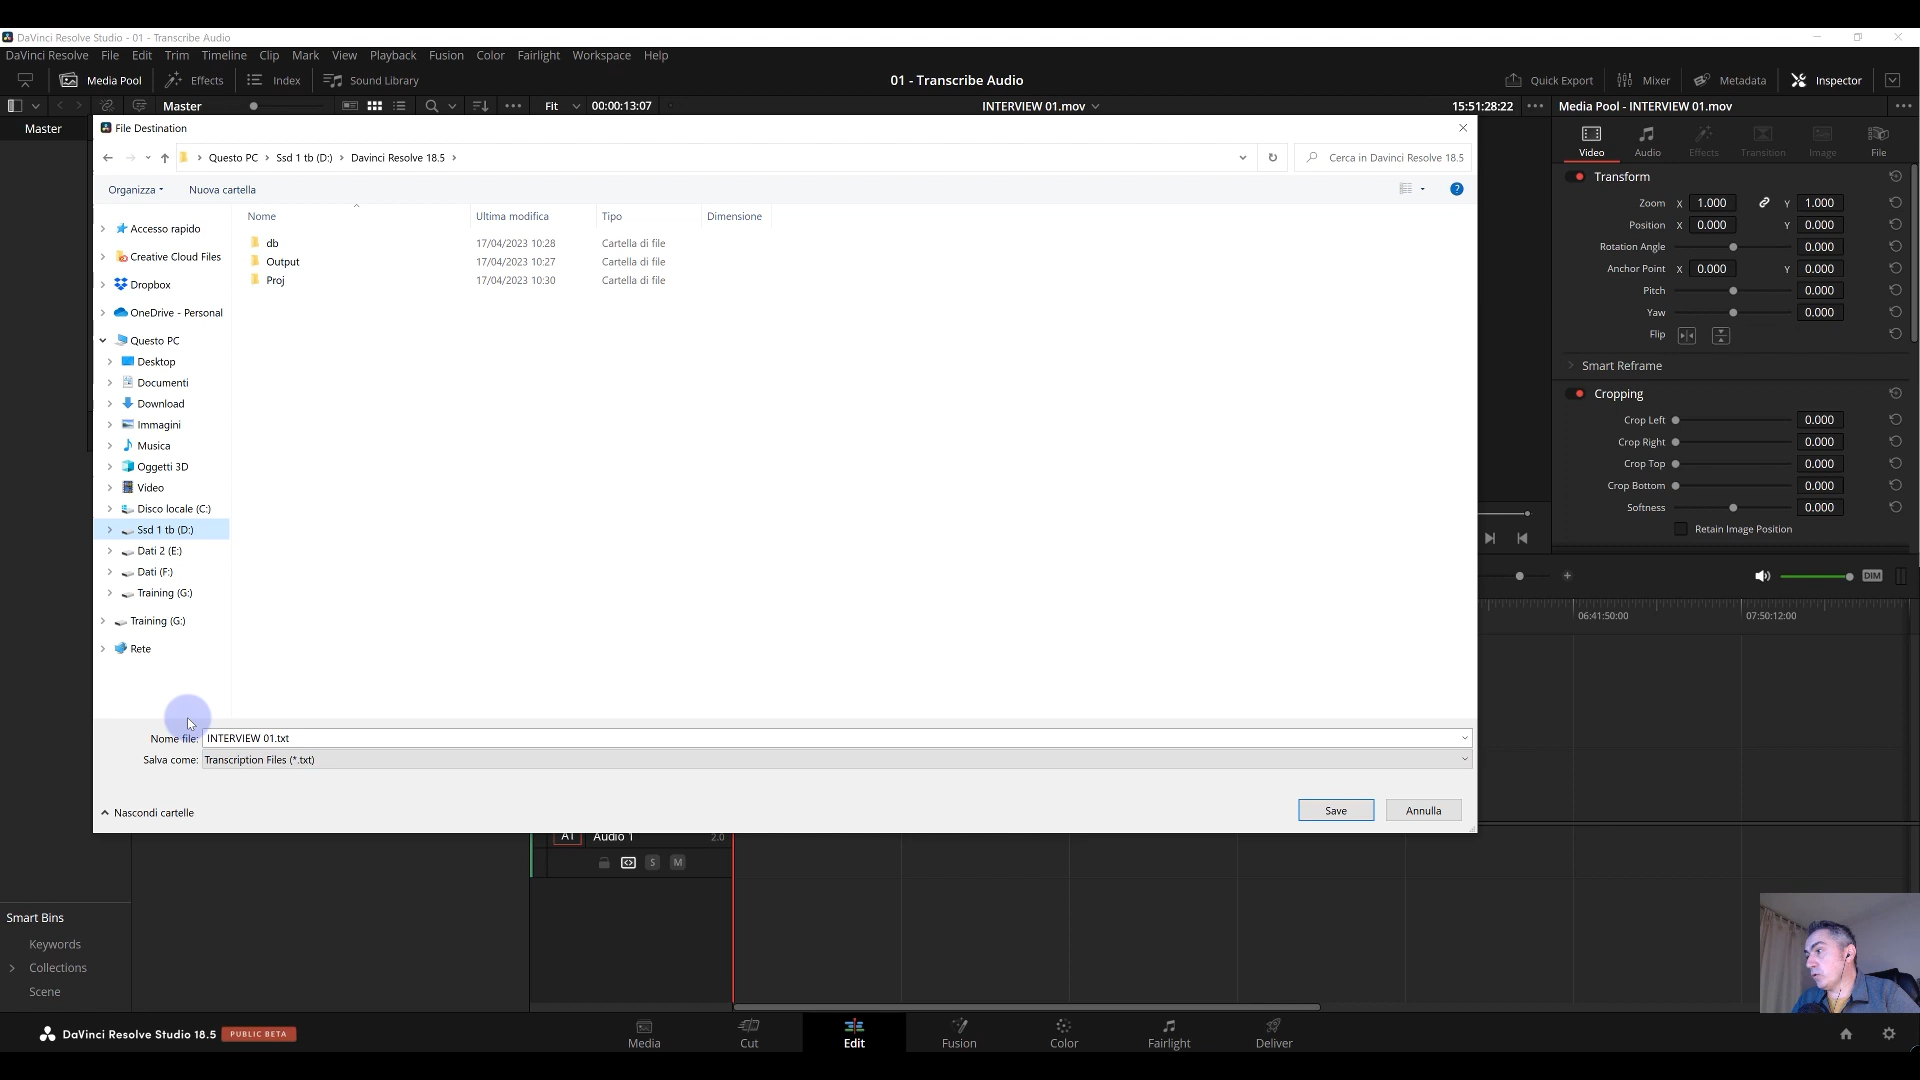 DaVinci Resolve Studio - 01 - Transcribe Audio
DaVinci Resolve File Edit Trim Timeline Clip Mark View Playback Fusion Color Fairlight Workspace Help
Media Pool Effects Index Sound Library 01 - Transcribe Audio Quick Export Mixer Metadata Inspector
Master Fit 00:00:13:07 INTERVIEW 01.mov 15:51:28:22 Media Pool - INTERVIEW 01.mov
Master
File Destination
Questo PC Ssd 1 tb (D:) Davinci Resolve 18.5
Cerca in Davinci Resolve 18.5
Organizza Nuova cartella
Nome Ultima modifica Tipo Dimensione
db 17/04/2023 10:28 Cartella di file
Output 17/04/2023 10:27 Cartella di file
Proj 17/04/2023 10:30 Cartella di file
Accesso rapido
Creative Cloud Files
Dropbox
OneDrive - Personal
Questo PC
Desktop
Documenti
Download
Immagini
Musica
Oggetti 3D
Video
Disco locale (C:)
Ssd 1 tb (D:)
Dati 2 (E:)
Dati (F:)
Training (G:)
Training (G:)
Rete
Nome file: INTERVIEW 01.txt
Salva come: Transcription Files (*.txt)
Nascondi cartelle
Save Annulla
Video Audio Effects Transition Image File
Transform
Zoom X 1.000 Y 1.000
Position X 0.000 Y 0.000
Rotation Angle 0.000
Anchor Point X 0.000 Y 0.000
Pitch 0.000
Yaw 0.000
Flip
Smart Reframe
Cropping
Crop Left 0.000
Crop Right 0.000
Crop Top 0.000
Crop Bottom 0.000
Softness 0.000
Retain Image Position
DIM
06:41:50:00 07:50:12:00
A1 Audio 1 2.0
S M
Smart Bins
Keywords
Collections
Scene
DaVinci Resolve Studio 18.5 PUBLIC BETA
Media Cut Edit Fusion Color Fairlight Deliver